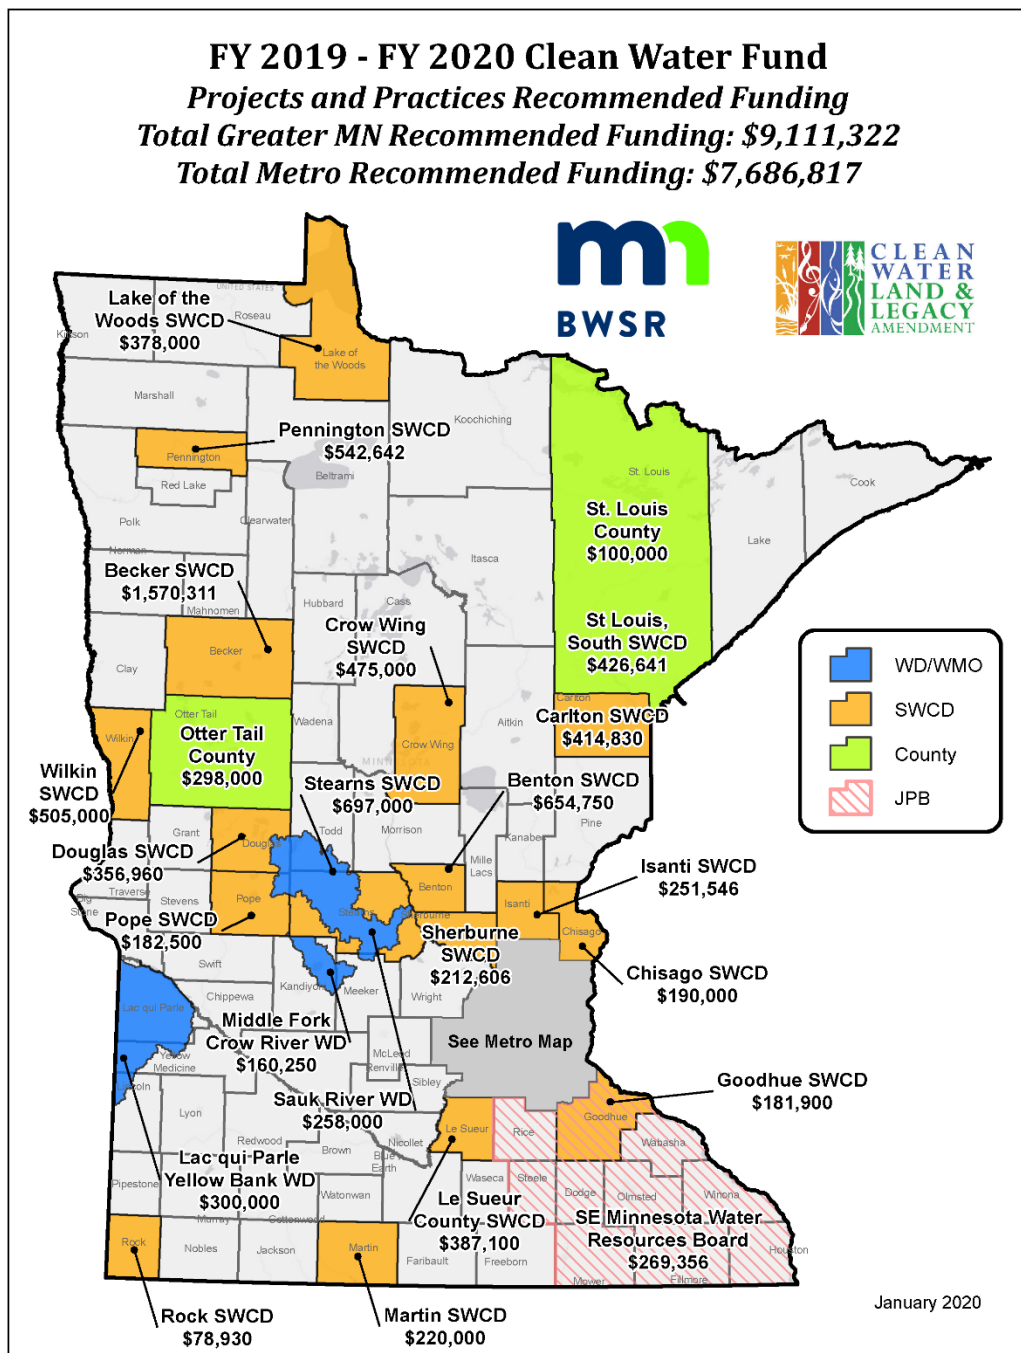 FY 2019 - FY 2020 Clean Water Fund
Projects and Practices Recommended Funding
Total Greater MN Recommended Funding: $9,111,322
Total Metro Recommended Funding: $7,686,817
mn
BWSR
CLEAN
WATER
LAND &
LEGACY
AMENDMENT
UNITED STATES
Lake of the
Woods SWCD
$378,000
Roseau
Lake of
the Woods
Marshall
Koochiching
Pennington SWCD
$542,642
Pennington
Red Lake
Beltrami
St. Louis
Cook
St. Louis
County
$100,000
Polk
Clearwater
Lake
Norman
Itasca
Becker SWCD
$1,570,311
Mahnomen
Hubbard
Cass
Crow Wing
SWCD
$475,000
St Louis,
South SWCD
$426,641
Becker
Clay
WD/WMO
SWCD
County
JPB
Otter Tail
Wadena
Aitkin
Carlton
Carlton SWCD
$414,830
Otter Tail
County
$298,000
Wilkin
Crow Wing
MINNESOTA
Wilkin
SWCD
$505,000
Stearns SWCD
$697,000
Benton SWCD
$654,750
Grant
Douglas
Todd
Morrison
Kanabec
Pine
Mille
Lacs
Douglas SWCD
$356,960
Isanti SWCD
$251,546
Traverse
Big
Stone
Stevens
Pope
Stearns
Benton
Sherburne
Isanti
Chisago
Pope SWCD
$182,500
Sherburne
SWCD
$212,606
Chisago SWCD
$190,000
Swift
Kandiyohi
Meeker
Wright
Chippewa
Lac qui Parle
Middle Fork
Crow River WD
$160,250
See Metro Map
Yellow
Medicine
McLeod
Renville
Sibley
Lincoln
Lyon
Sauk River WD
$258,000
Goodhue SWCD
$181,900
Goodhue
Le Sueur
Rice
Wabasha
Redwood
Brown
Nicollet
Blue
Earth
Lac qui Parle
Yellow Bank WD
$300,000
Pipestone
Watonwan
Waseca
Steele
Dodge
Olmsted
Winona
Le Sueur
County SWCD
$387,100
SE Minnesota Water
Resources Board
$269,356
Murray
Cottonwood
Rock
Nobles
Jackson
Martin
Faribault
Freeborn
Mower
Fillmore
Houston
Rock SWCD
$78,930
Martin SWCD
$220,000
January 2020